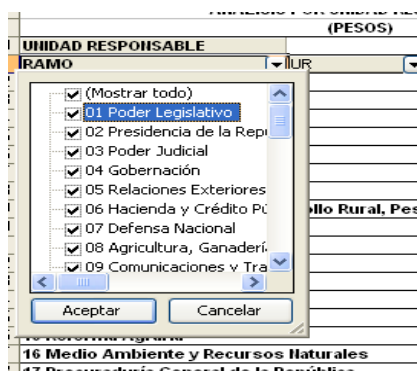 (PESOS)
UNIDAD RESPONSABLE
RAMO UR
(Mostrar todo)
01 Poder Legislativo
02 Presidencia de la Rep
03 Poder Judicial
04 Gobernación
05 Relaciones Exteriores
06 Hacienda y Crédito Pú
07 Defensa Nacional
08 Agricultura, Ganaderí
09 Comunicaciones y Tra
ollo Rural, Pes
Aceptar Cancelar
16 Medio Ambiente y Recursos Naturales